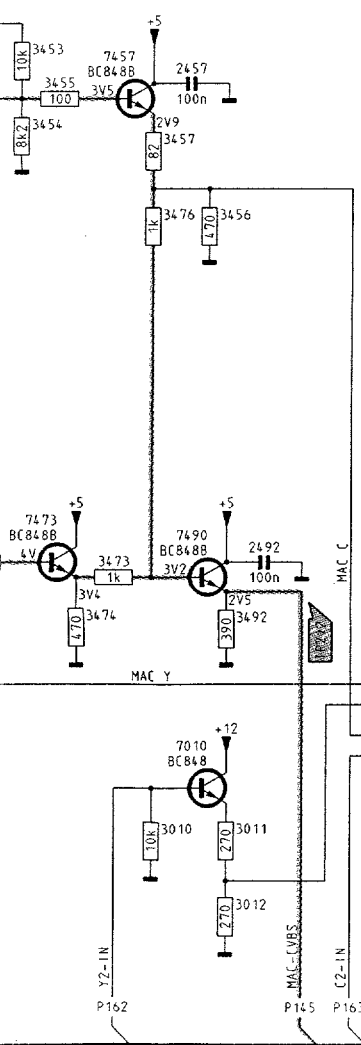 7457
BC848B
+5
10k
3453
3455
100
3V5
2457
100n
8k2
3454
2V9
82
3457
1k
3476
470
3456
7473
BC848B
+5
4V
3473
1k
3V4
470
3474
7490
BC848B
+5
3V2
2492
100n
2V5
390
3492
MAC C
MAC Y
7010
BC848
+12
10k
3010
270
3011
270
3012
Y2-IN
MAC-CVBS
C2-IN
P162
P145
P163